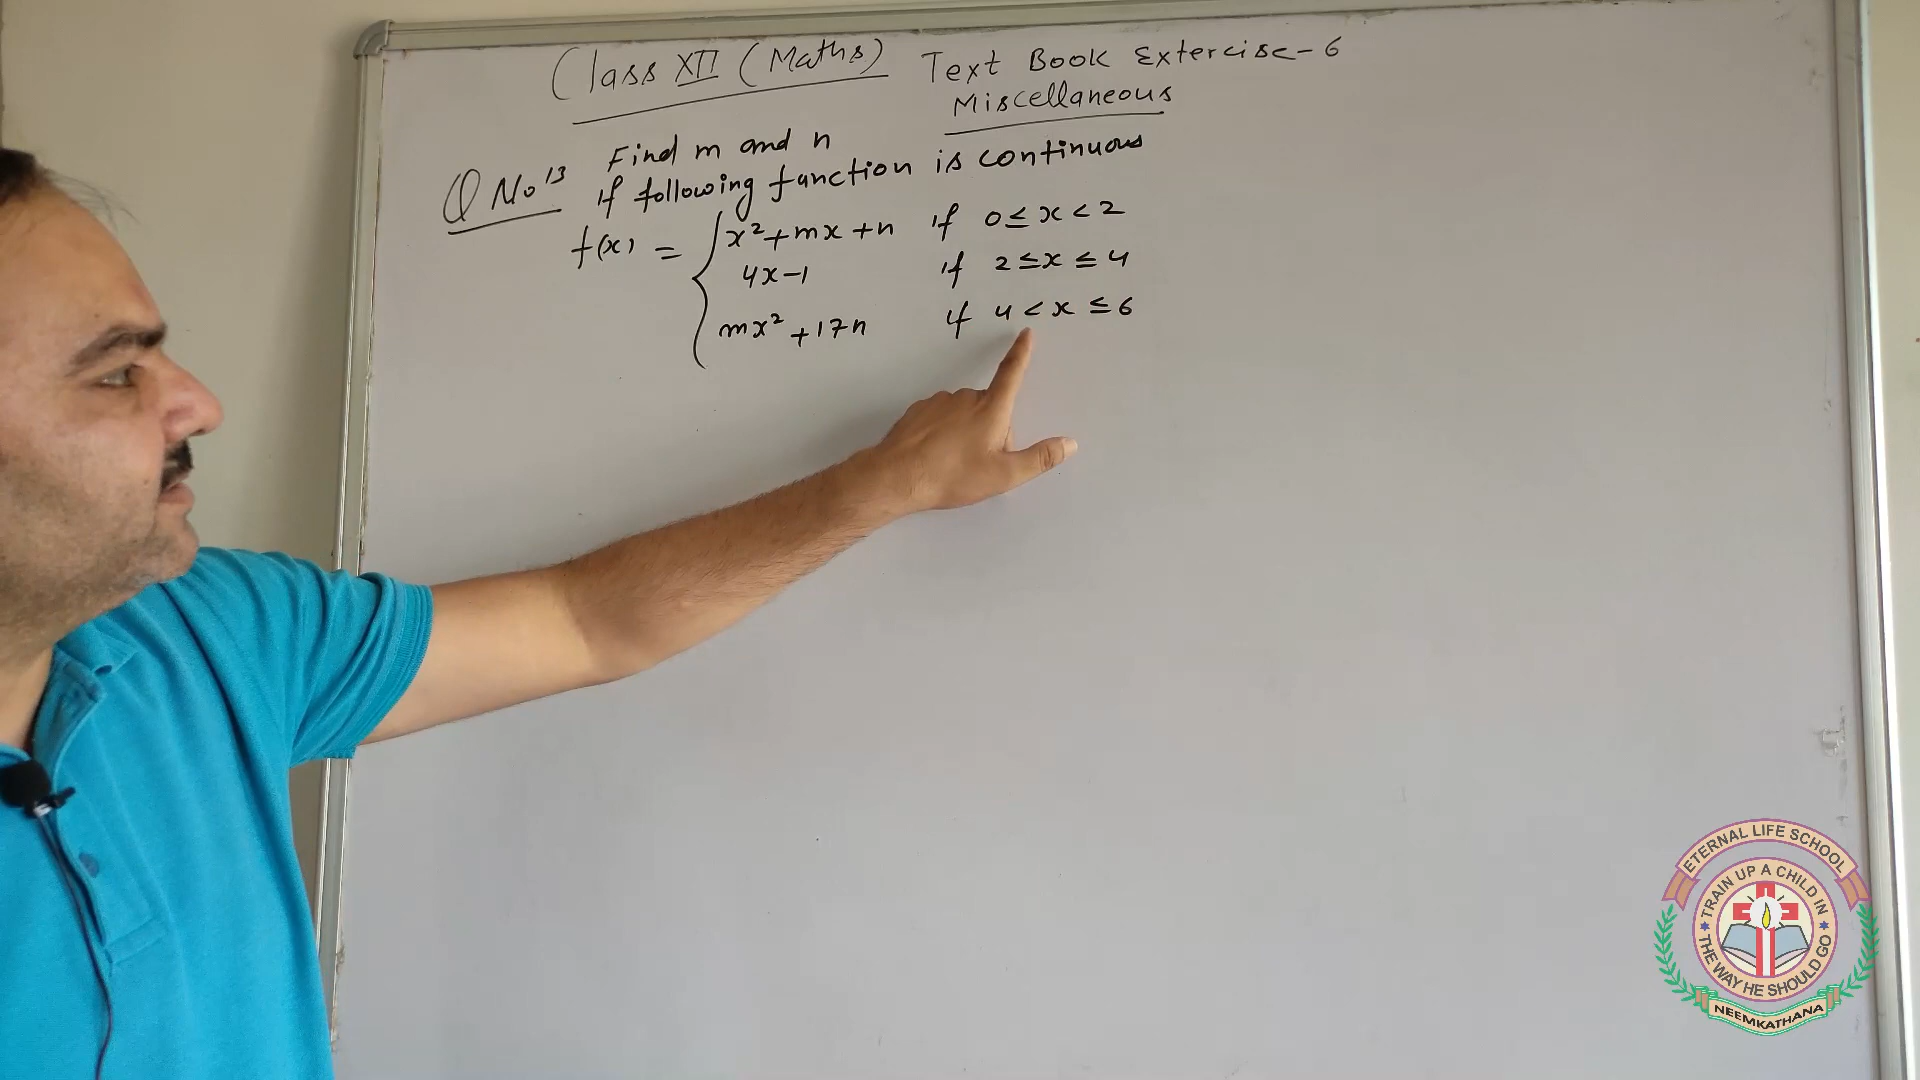 Class XII (Maths) Text Book Extercise-6
Miscellaneous
Q No 13 Find m and n
If following function is continuous
f(x) = { x²+mx+n if 0≤x<2
4x-1 if 2≤x≤4
mx²+17n if 4<x≤6
ETERNAL LIFE SCHOOL
TRAIN UP A CHILD IN
THE WAY HE SHOULD GO
NEEMKATHANA